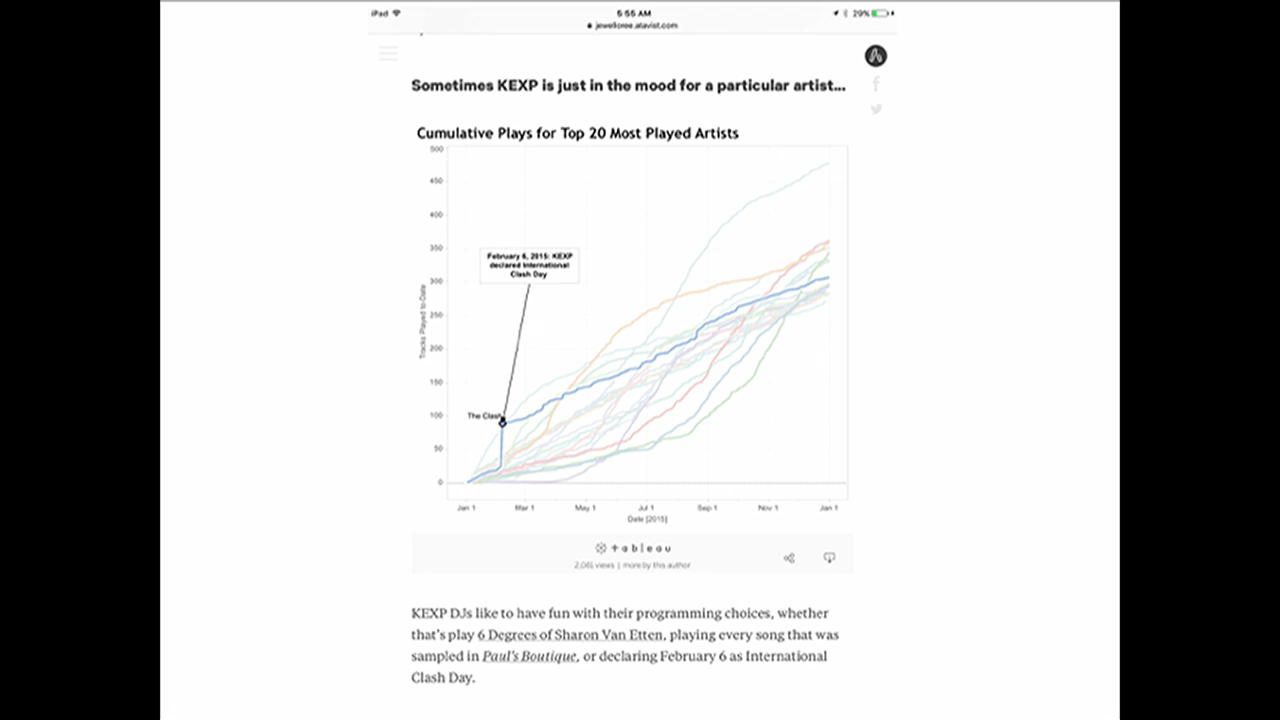 iPad 5:55 AM 29%
jewelloree.atavist.com
Sometimes KEXP is just in the mood for a particular artist...
Cumulative Plays for Top 20 Most Played Artists
500
450
400
350
February 6, 2015: KEXP
declared International
Clash Day
300
Tracks Played to Date
250
200
150
100
The Clash
50
0
Jan 1 Mar 1 May 1 Jul 1 Sep 1 Nov 1 Jan 1
Date [2015]
+ableau
2,061 views | more by this author
KEXP DJs like to have fun with their programming choices, whether
that's play 6 Degrees of Sharon Van Etten, playing every song that was
sampled in Paul's Boutique, or declaring February 6 as International
Clash Day.